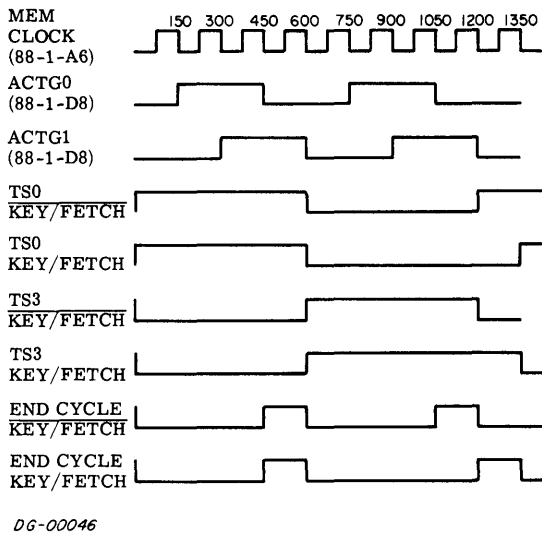 MEM
CLOCK
(88-1-A6)
150 300 450 600 750 900 1050 1200 1350
ACTG0
(88-1-D8)
ACTG1
(88-1-D8)
TS0
KEY/FETCH
TS0
KEY/FETCH
TS3
KEY/FETCH
TS3
KEY/FETCH
END CYCLE
KEY/FETCH
END CYCLE
KEY/FETCH
DG-00046